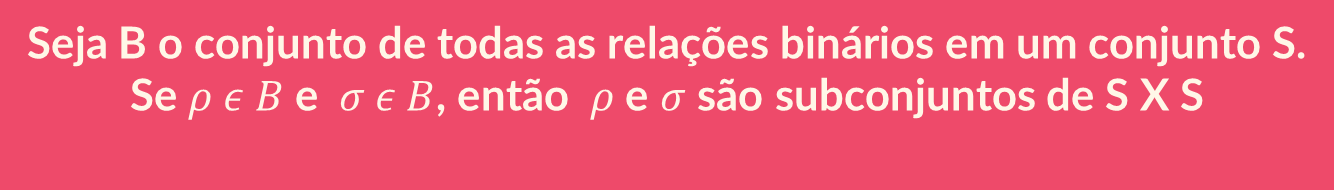 Seja B o conjunto de todas as relações binários em um conjunto S.
Se ρ ϵ B e σ ϵ B, então ρ e σ são subconjuntos de S X S